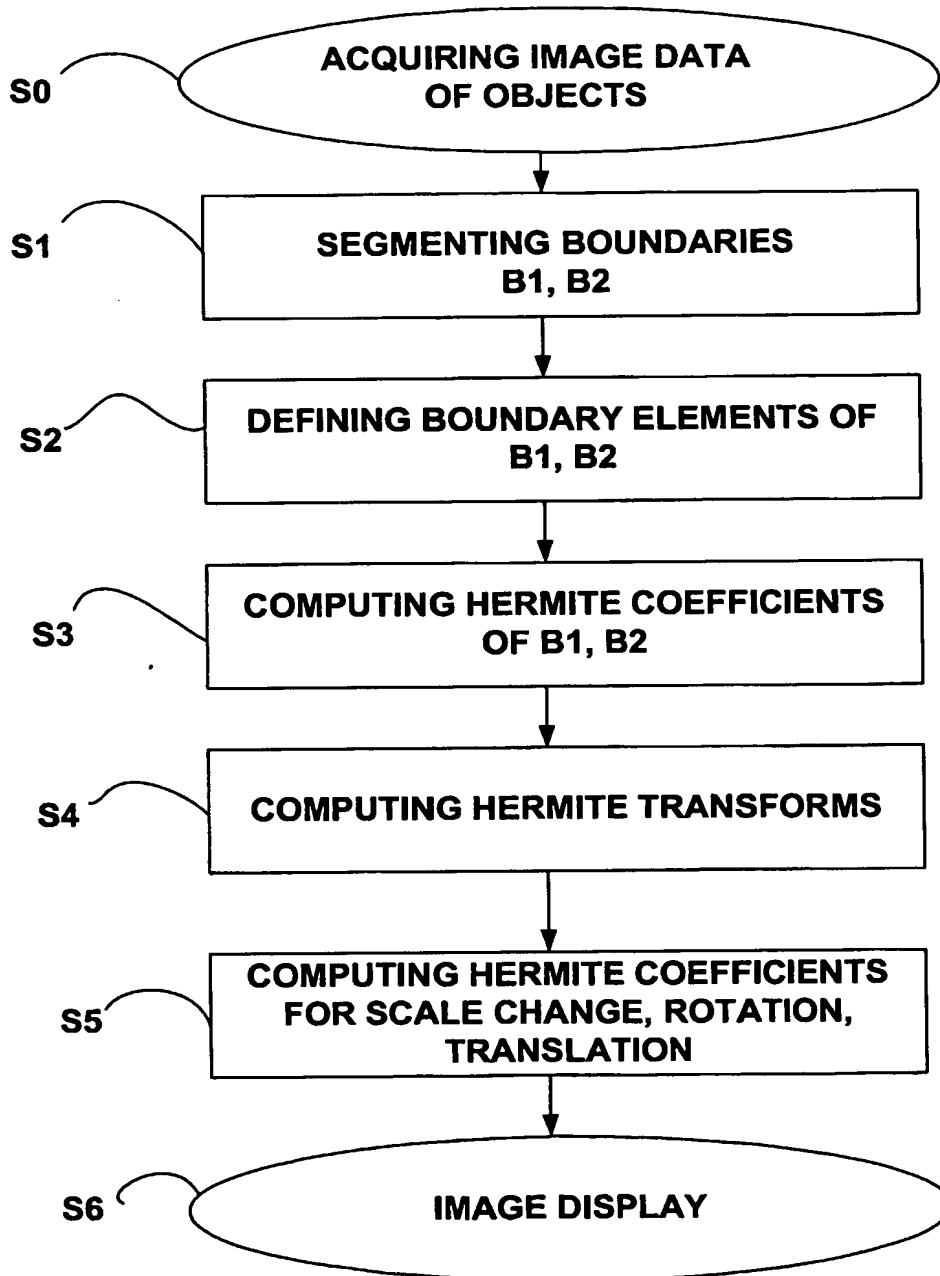 S0
ACQUIRING IMAGE DATA
OF OBJECTS
S1
SEGMENTING BOUNDARIES
B1, B2
S2
DEFINING BOUNDARY ELEMENTS OF
B1, B2
S3
COMPUTING HERMITE COEFFICIENTS
OF B1, B2
S4
COMPUTING HERMITE TRANSFORMS
S5
COMPUTING HERMITE COEFFICIENTS
FOR SCALE CHANGE, ROTATION,
TRANSLATION
S6
IMAGE DISPLAY